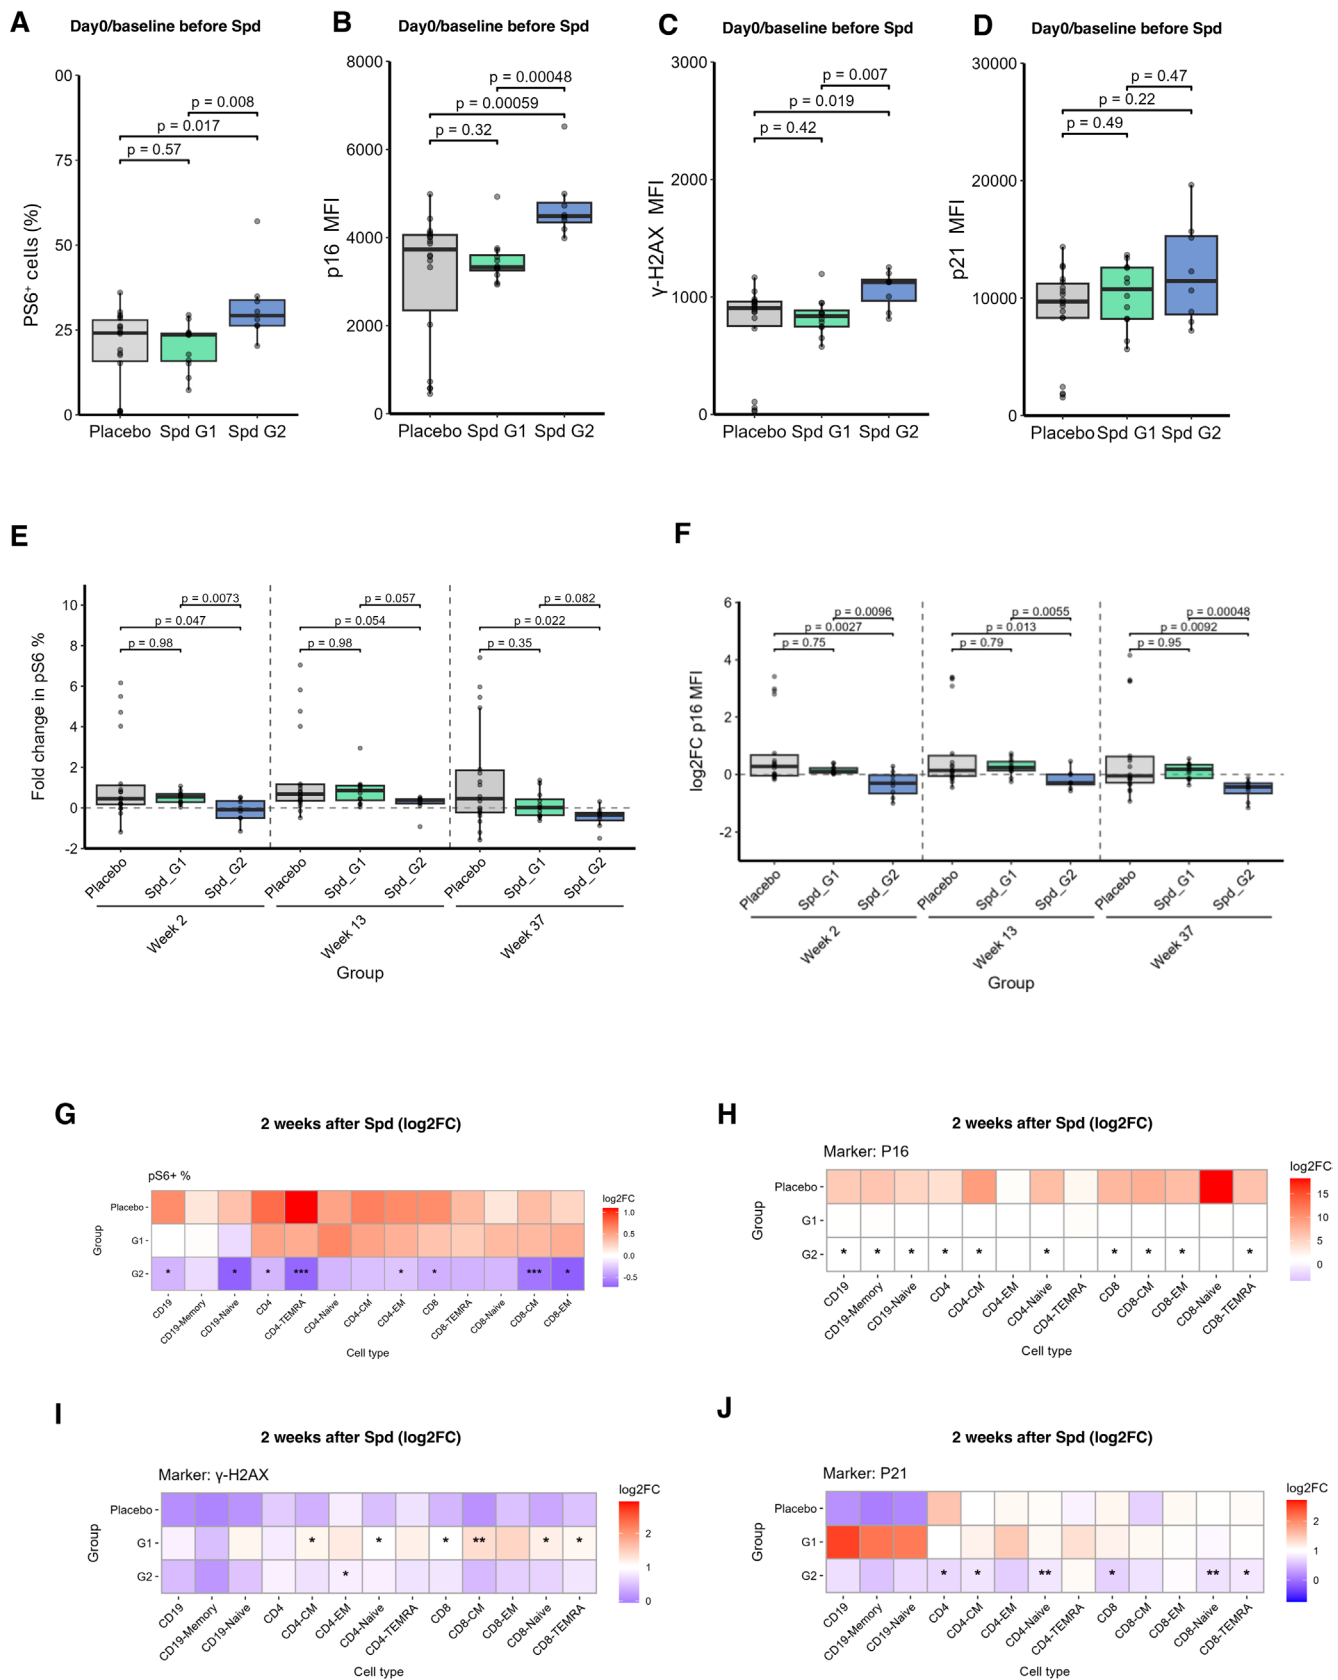 A
Day0/baseline before Spd
PS6⁺ cells (%)
00
75
50
25
0
p = 0.008
p = 0.017
p = 0.57
Placebo Spd G1 Spd G2
B
Day0/baseline before Spd
p16 MFI
8000
6000
4000
2000
0
p = 0.00048
p = 0.00059
p = 0.32
Placebo Spd G1 Spd G2
C
Day0/baseline before Spd
γ-H2AX MFI
3000
2000
1000
0
p = 0.007
p = 0.019
p = 0.42
Placebo Spd G1 Spd G2
D
Day0/baseline before Spd
p21 MFI
30000
20000
10000
0
p = 0.47
p = 0.22
p = 0.49
Placebo Spd G1 Spd G2
E
Fold change in pS6 %
10
8
6
4
2
0
-2
p = 0.0073
p = 0.047
p = 0.98
p = 0.057
p = 0.054
p = 0.98
p = 0.082
p = 0.022
p = 0.35
Placebo Spd_G1 Spd_G2 Placebo Spd_G1 Spd_G2 Placebo Spd_G1 Spd_G2
Week 2 Week 13 Week 37
Group
F
log2FC p16 MFI
6
4
2
0
-2
p = 0.0096
p = 0.0027
p = 0.75
p = 0.0055
p = 0.013
p = 0.79
p = 0.00048
p = 0.0092
p = 0.95
Placebo Spd_G1 Spd_G2 Placebo Spd_G1 Spd_G2 Placebo Spd_G1 Spd_G2
Week 2 Week 13 Week 37
Group
G
2 weeks after Spd (log2FC)
pS6+ %
Group
Placebo
G1
G2
* * * *** * * *** *
CD19 CD19-Memory CD19-Naive CD4 CD4-TEMRA CD4-Naive CD4-CM CD4-EM CD8 CD8-TEMRA CD8-Naive CD8-CM CD8-EM
Cell type
log2FC
1.0
0.5
0.0
-0.5
H
2 weeks after Spd (log2FC)
Marker: P16
Group
Placebo
G1
G2
* * * * * * * * * *
CD19 CD19-Memory CD19-Naive CD4 CD4-CM CD4-EM CD4-Naive CD4-TEMRA CD8 CD8-CM CD8-EM CD8-Naive CD8-TEMRA
Cell type
log2FC
15
10
5
0
I
2 weeks after Spd (log2FC)
Marker: γ-H2AX
Group
Placebo
G1
* * * ** * *
G2
*
CD19 CD19-Memory CD19-Naive CD4 CD4-CM CD4-EM CD4-Naive CD4-TEMRA CD8 CD8-CM CD8-EM CD8-Naive CD8-TEMRA
Cell type
log2FC
2
1
0
J
2 weeks after Spd (log2FC)
Marker: P21
Group
Placebo
G1
G2
* * ** * ** *
CD19 CD19-Memory CD19-Naive CD4 CD4-CM CD4-EM CD4-Naive CD4-TEMRA CD8 CD8-CM CD8-EM CD8-Naive CD8-TEMRA
Cell type
log2FC
2
1
0